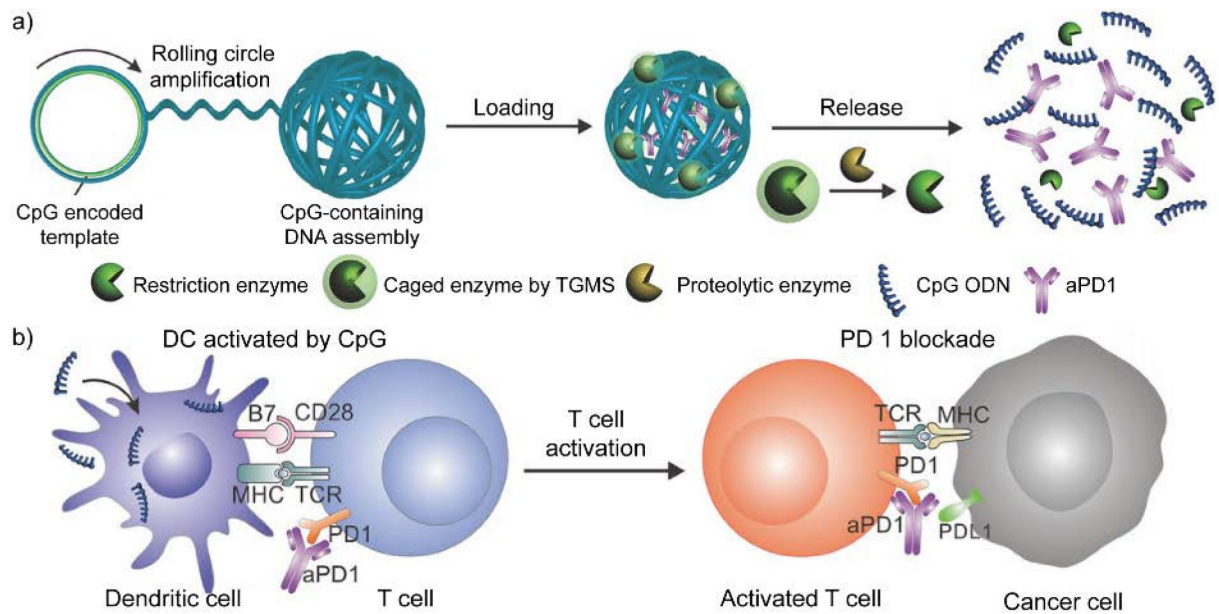 a)
Rolling circle
amplification
Loading
Release
CpG encoded
template
CpG-containing
DNA assembly
Restriction enzyme
Caged enzyme by TGMS
Proteolytic enzyme
CpG ODN
aPD1
b)
DC activated by CpG
PD 1 blockade
B7
CD28
MHC
TCR
PD1
aPD1
Dendritic cell
T cell
T cell
activation
TCR
MHC
PD1
aPD1
PDL1
Activated T cell
Cancer cell